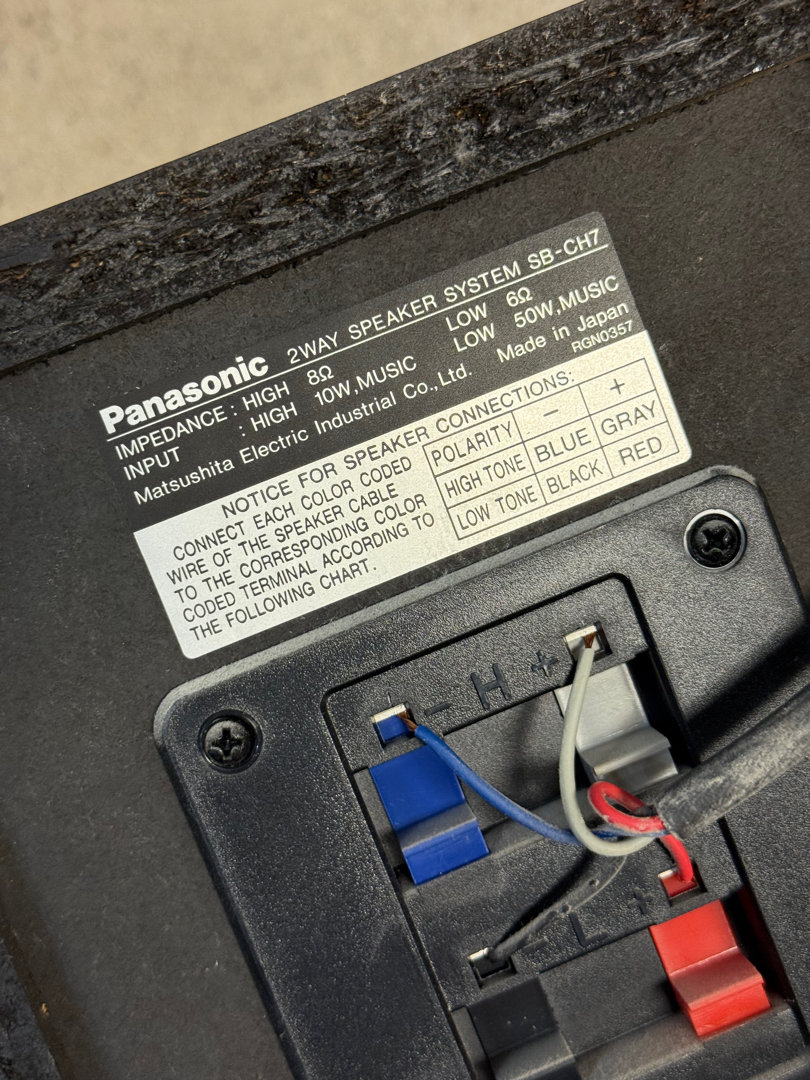 Panasonic 2WAY SPEAKER SYSTEM SB-CH7
IMPEDANCE : HIGH 8Ω LOW 6Ω
INPUT : HIGH 10W,MUSIC LOW 50W,MUSIC
Matsushita Electric Industrial Co., Ltd. Made in Japan
RGN0357
NOTICE FOR SPEAKER CONNECTIONS:
CONNECT EACH COLOR CODED
WIRE OF THE SPEAKER CABLE
TO THE CORRESPONDING COLOR
CODED TERMINAL ACCORDING TO
THE FOLLOWING CHART.
POLARITY − +
HIGH TONE BLUE GRAY
LOW TONE BLACK RED
− H +
− L +